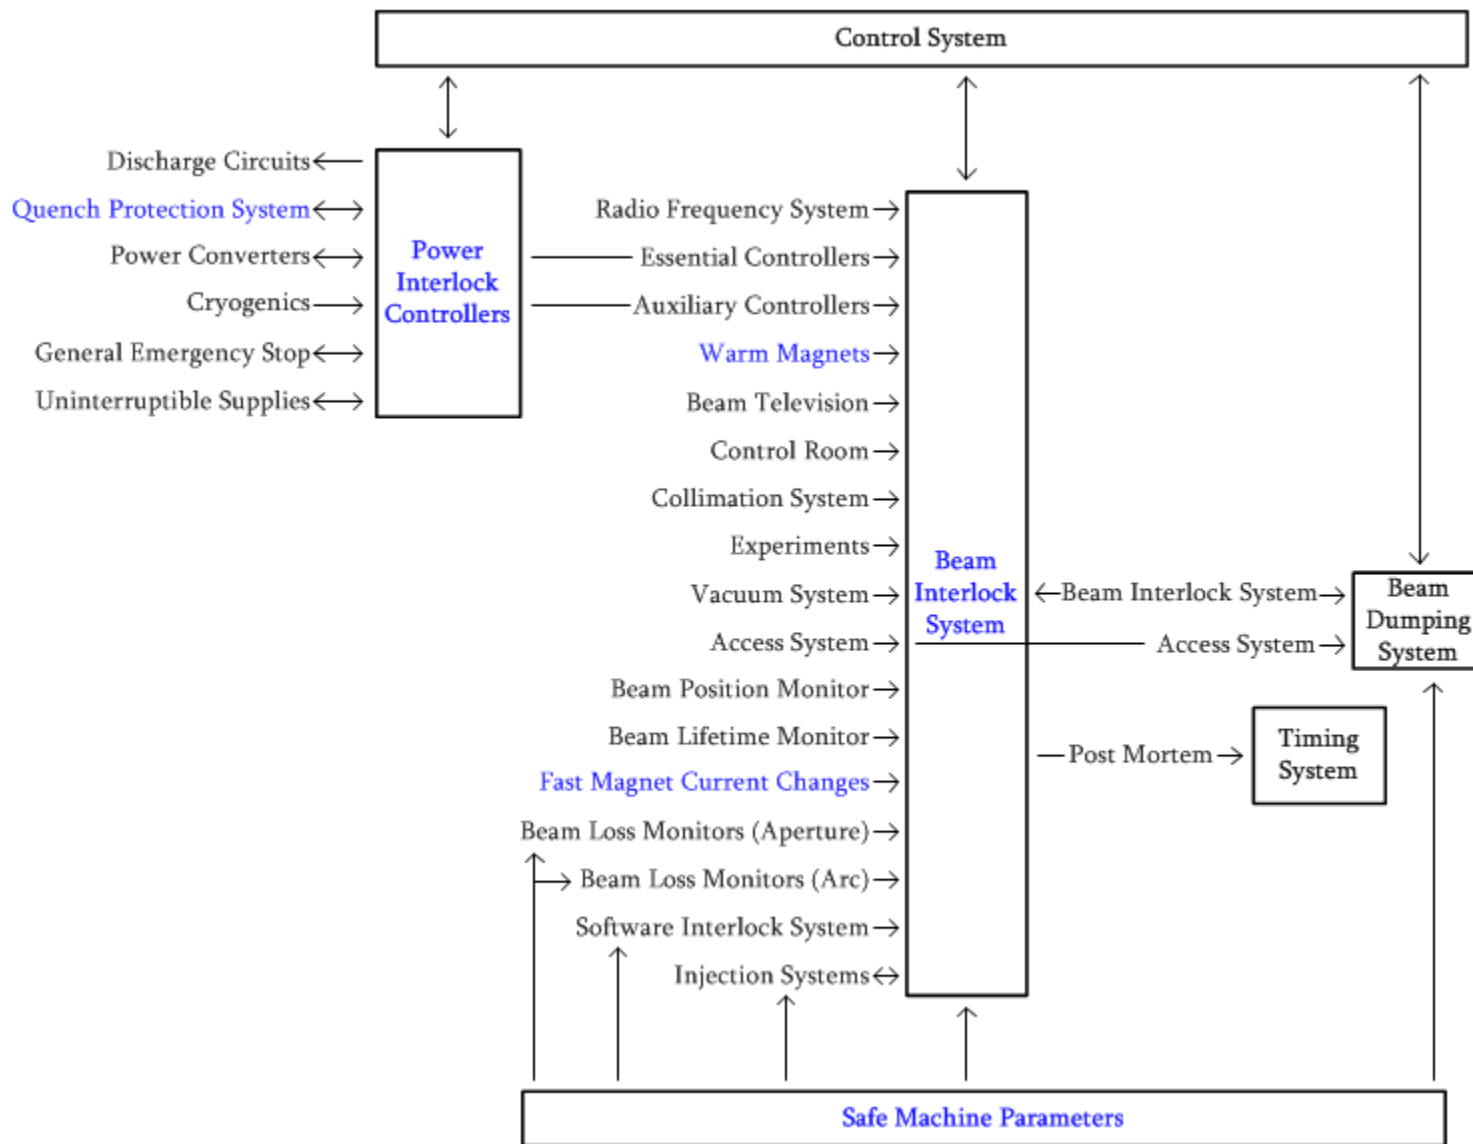 Control System
Discharge Circuits
Quench Protection System
Power Converters
Cryogenics
General Emergency Stop
Uninterruptible Supplies
Power
Interlock
Controllers
Radio Frequency System
Essential Controllers
Auxiliary Controllers
Warm Magnets
Beam Television
Control Room
Collimation System
Experiments
Vacuum System
Access System
Beam Position Monitor
Beam Lifetime Monitor
Fast Magnet Current Changes
Beam Loss Monitors (Aperture)
Beam Loss Monitors (Arc)
Software Interlock System
Injection Systems
Beam
Interlock
System
Beam Interlock System
Access System
Post Mortem
Beam
Dumping
System
Timing
System
Safe Machine Parameters